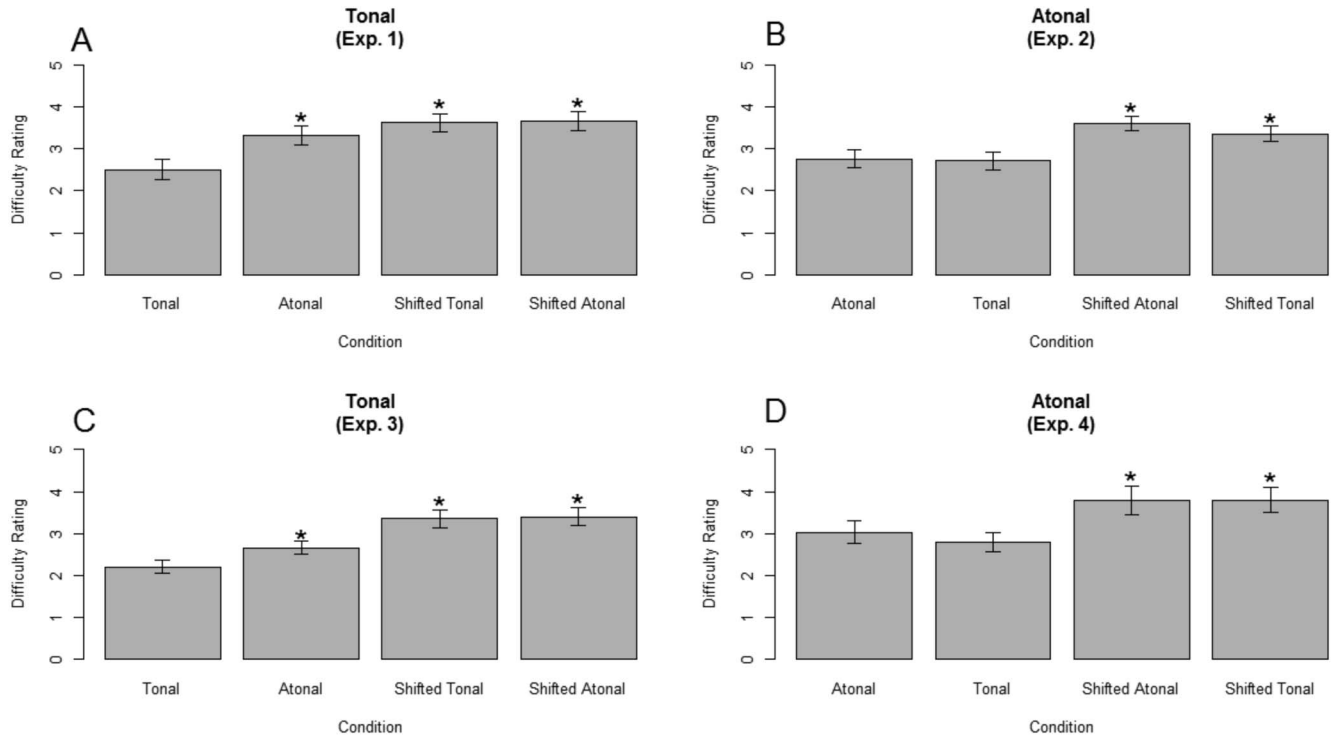 A
Tonal
(Exp. 1)
Difficulty Rating
5
4
3
2
1
0
*
*
*
Tonal
Atonal
Shifted Tonal
Shifted Atonal
Condition
B
Atonal
(Exp. 2)
Difficulty Rating
5
4
3
2
1
0
*
*
Atonal
Tonal
Shifted Atonal
Shifted Tonal
Condition
C
Tonal
(Exp. 3)
Difficulty Rating
5
4
3
2
1
0
*
*
*
Tonal
Atonal
Shifted Tonal
Shifted Atonal
Condition
D
Atonal
(Exp. 4)
Difficulty Rating
5
4
3
2
1
0
*
*
Atonal
Tonal
Shifted Atonal
Shifted Tonal
Condition